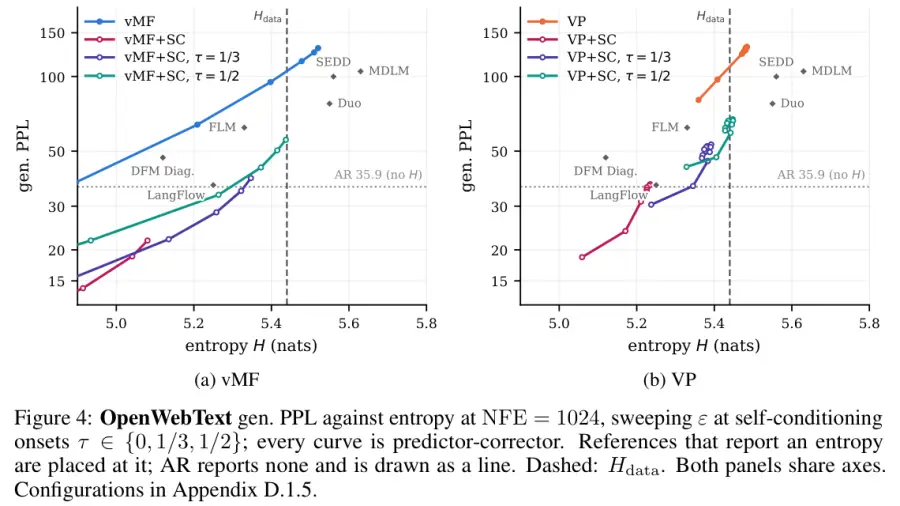 H_data
vMF
vMF+SC
vMF+SC, τ = 1/3
vMF+SC, τ = 1/2
SEDD
MDLM
Duo
FLM
DFM Diag.
AR 35.9 (no H)
LangFlow
150
100
50
30
20
15
gen. PPL
5.0 5.2 5.4 5.6 5.8
entropy H (nats)
(a) vMF
H_data
VP
VP+SC
VP+SC, τ = 1/3
VP+SC, τ = 1/2
SEDD
MDLM
Duo
FLM
DFM Diag.
AR 35.9 (no H)
LangFlow
150
100
50
30
20
15
gen. PPL
5.0 5.2 5.4 5.6 5.8
entropy H (nats)
(b) VP
Figure 4: OpenWebText gen. PPL against entropy at NFE = 1024, sweeping ε at self-conditioning
onsets τ ∈ {0, 1/3, 1/2}; every curve is predictor-corrector. References that report an entropy
are placed at it; AR reports none and is drawn as a line. Dashed: H_data. Both panels share axes.
Configurations in Appendix D.1.5.